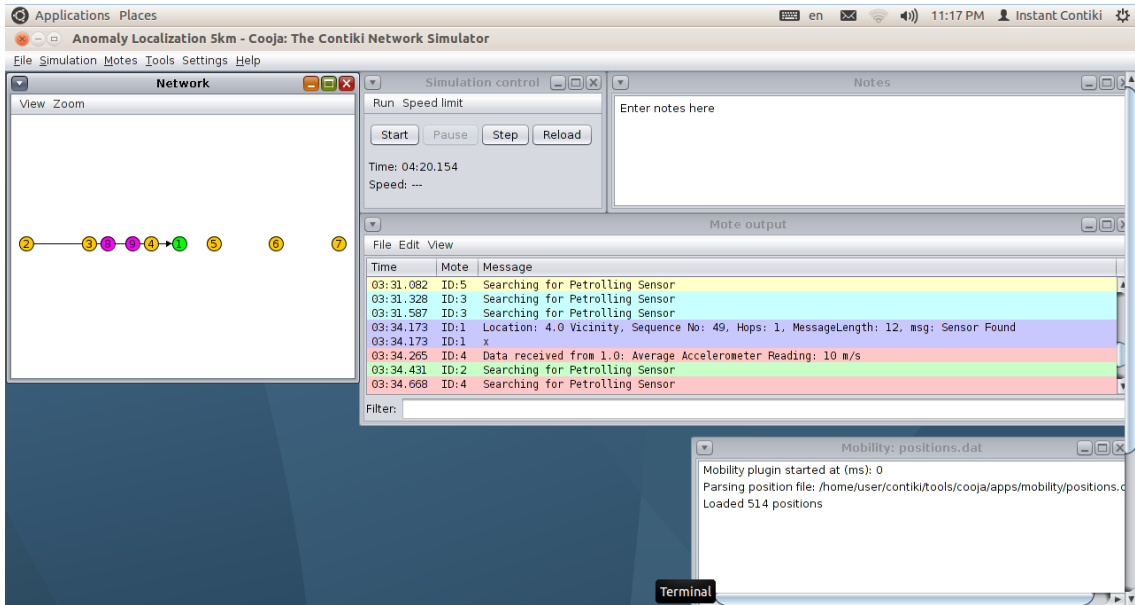 Applications Places en 11:17 PM Instant Contiki
Anomaly Localization 5km - Cooja: The Contiki Network Simulator
File Simulation Motes Tools Settings Help
Network
View Zoom
2 3 8 9 4 1 5 6 7
Simulation control
Run Speed limit
Start Pause Step Reload
Time: 04:20.154
Speed: ---
Notes
Enter notes here
Mote output
File Edit View
Time Mote Message
03:31.082 ID:5 Searching for Petrolling Sensor
03:31.328 ID:3 Searching for Petrolling Sensor
03:31.587 ID:3 Searching for Petrolling Sensor
03:34.173 ID:1 Location: 4.0 Vicinity, Sequence No: 49, Hops: 1, MessageLength: 12, msg: Sensor Found
03:34.173 ID:1 x
03:34.265 ID:4 Data received from 1.0: Average Accelerometer Reading: 10 m/s
03:34.431 ID:2 Searching for Petrolling Sensor
03:34.668 ID:4 Searching for Petrolling Sensor
Filter:
Mobility: positions.dat
Mobility plugin started at (ms): 0
Parsing position file: /home/user/contiki/tools/cooja/apps/mobility/positions.d
Loaded 514 positions
Terminal